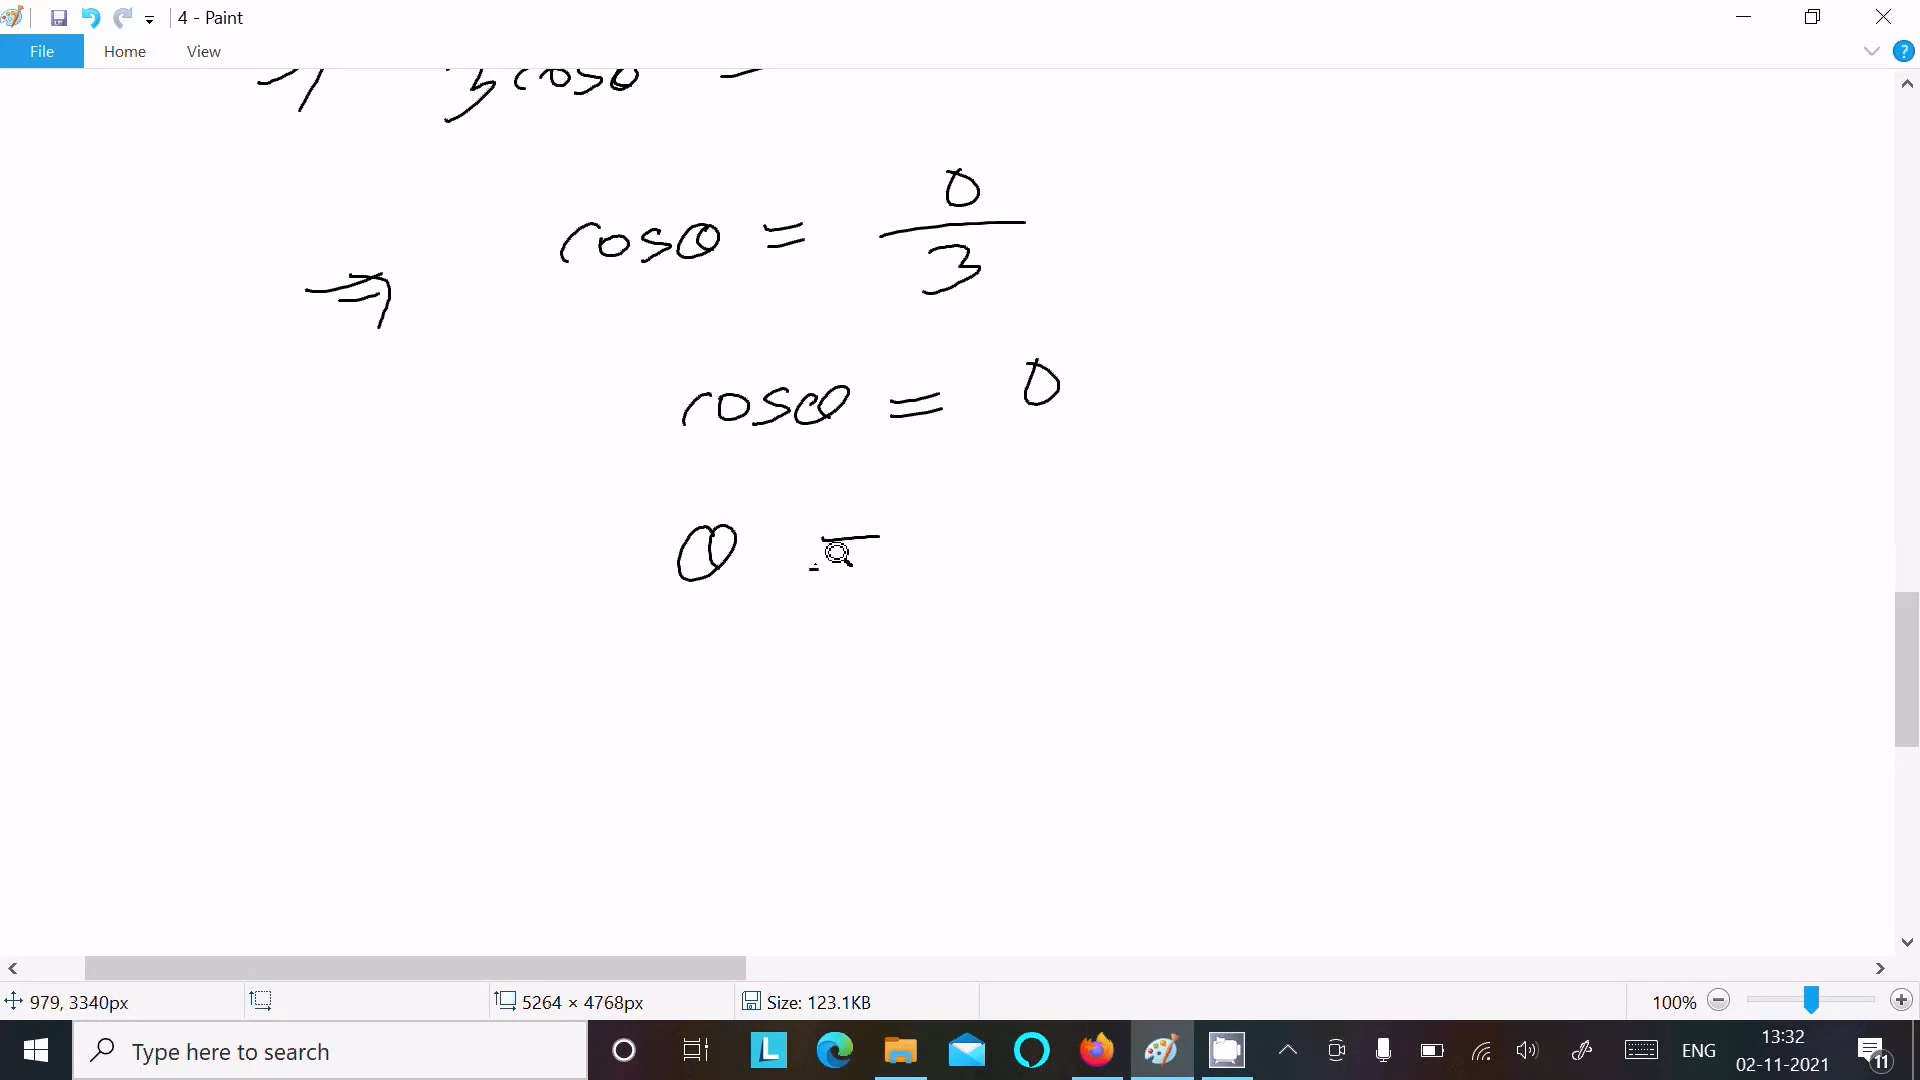 4 - Paint
File Home View
⇒ 3cosθ =
cosθ = 0/3
⇒
cosθ = 0
θ =
979, 3340px 5264 × 4768px Size: 123.1KB 100%
Type here to search
L
ENG
13:32
02-11-2021
11